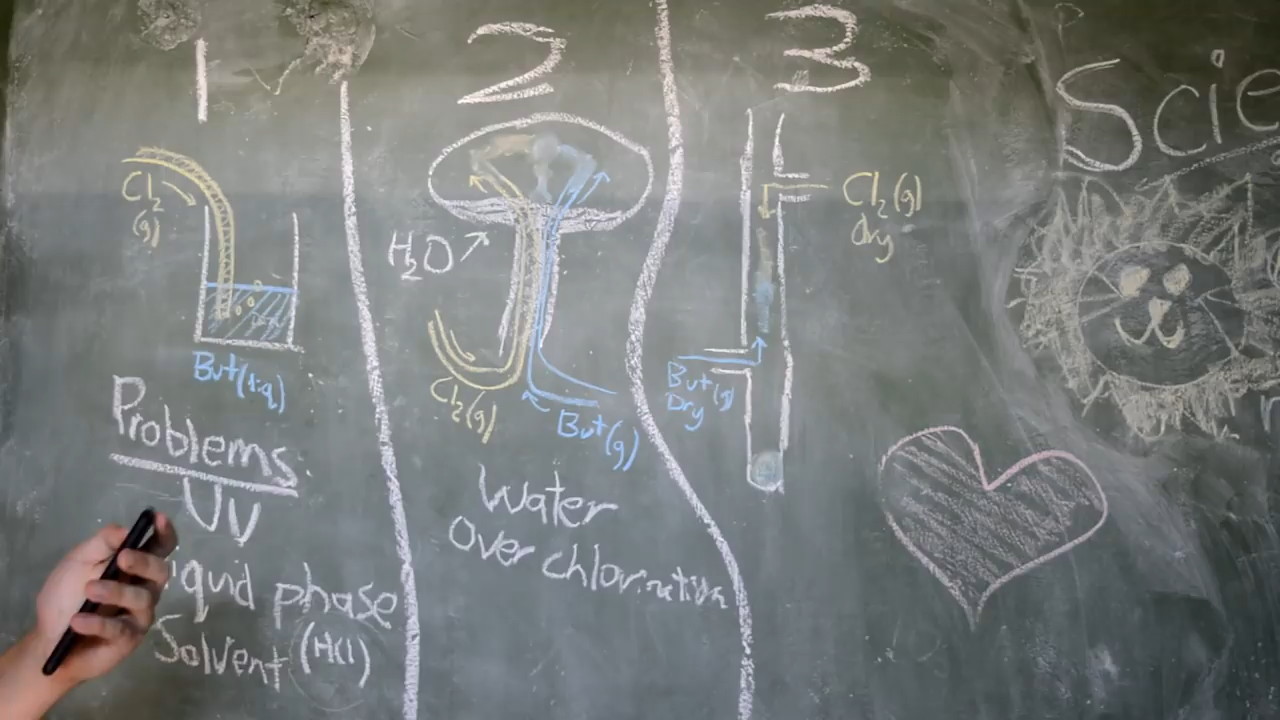 1
Cl₂
(g)
But(liq)
Problems
UV
iquid phase
Solvent (HCl)
2
H₂O
Cl₂(g)
But(g)
Water
Over chlorination
3
Cl₂(g)
dry
But(g)
Dry
Scie